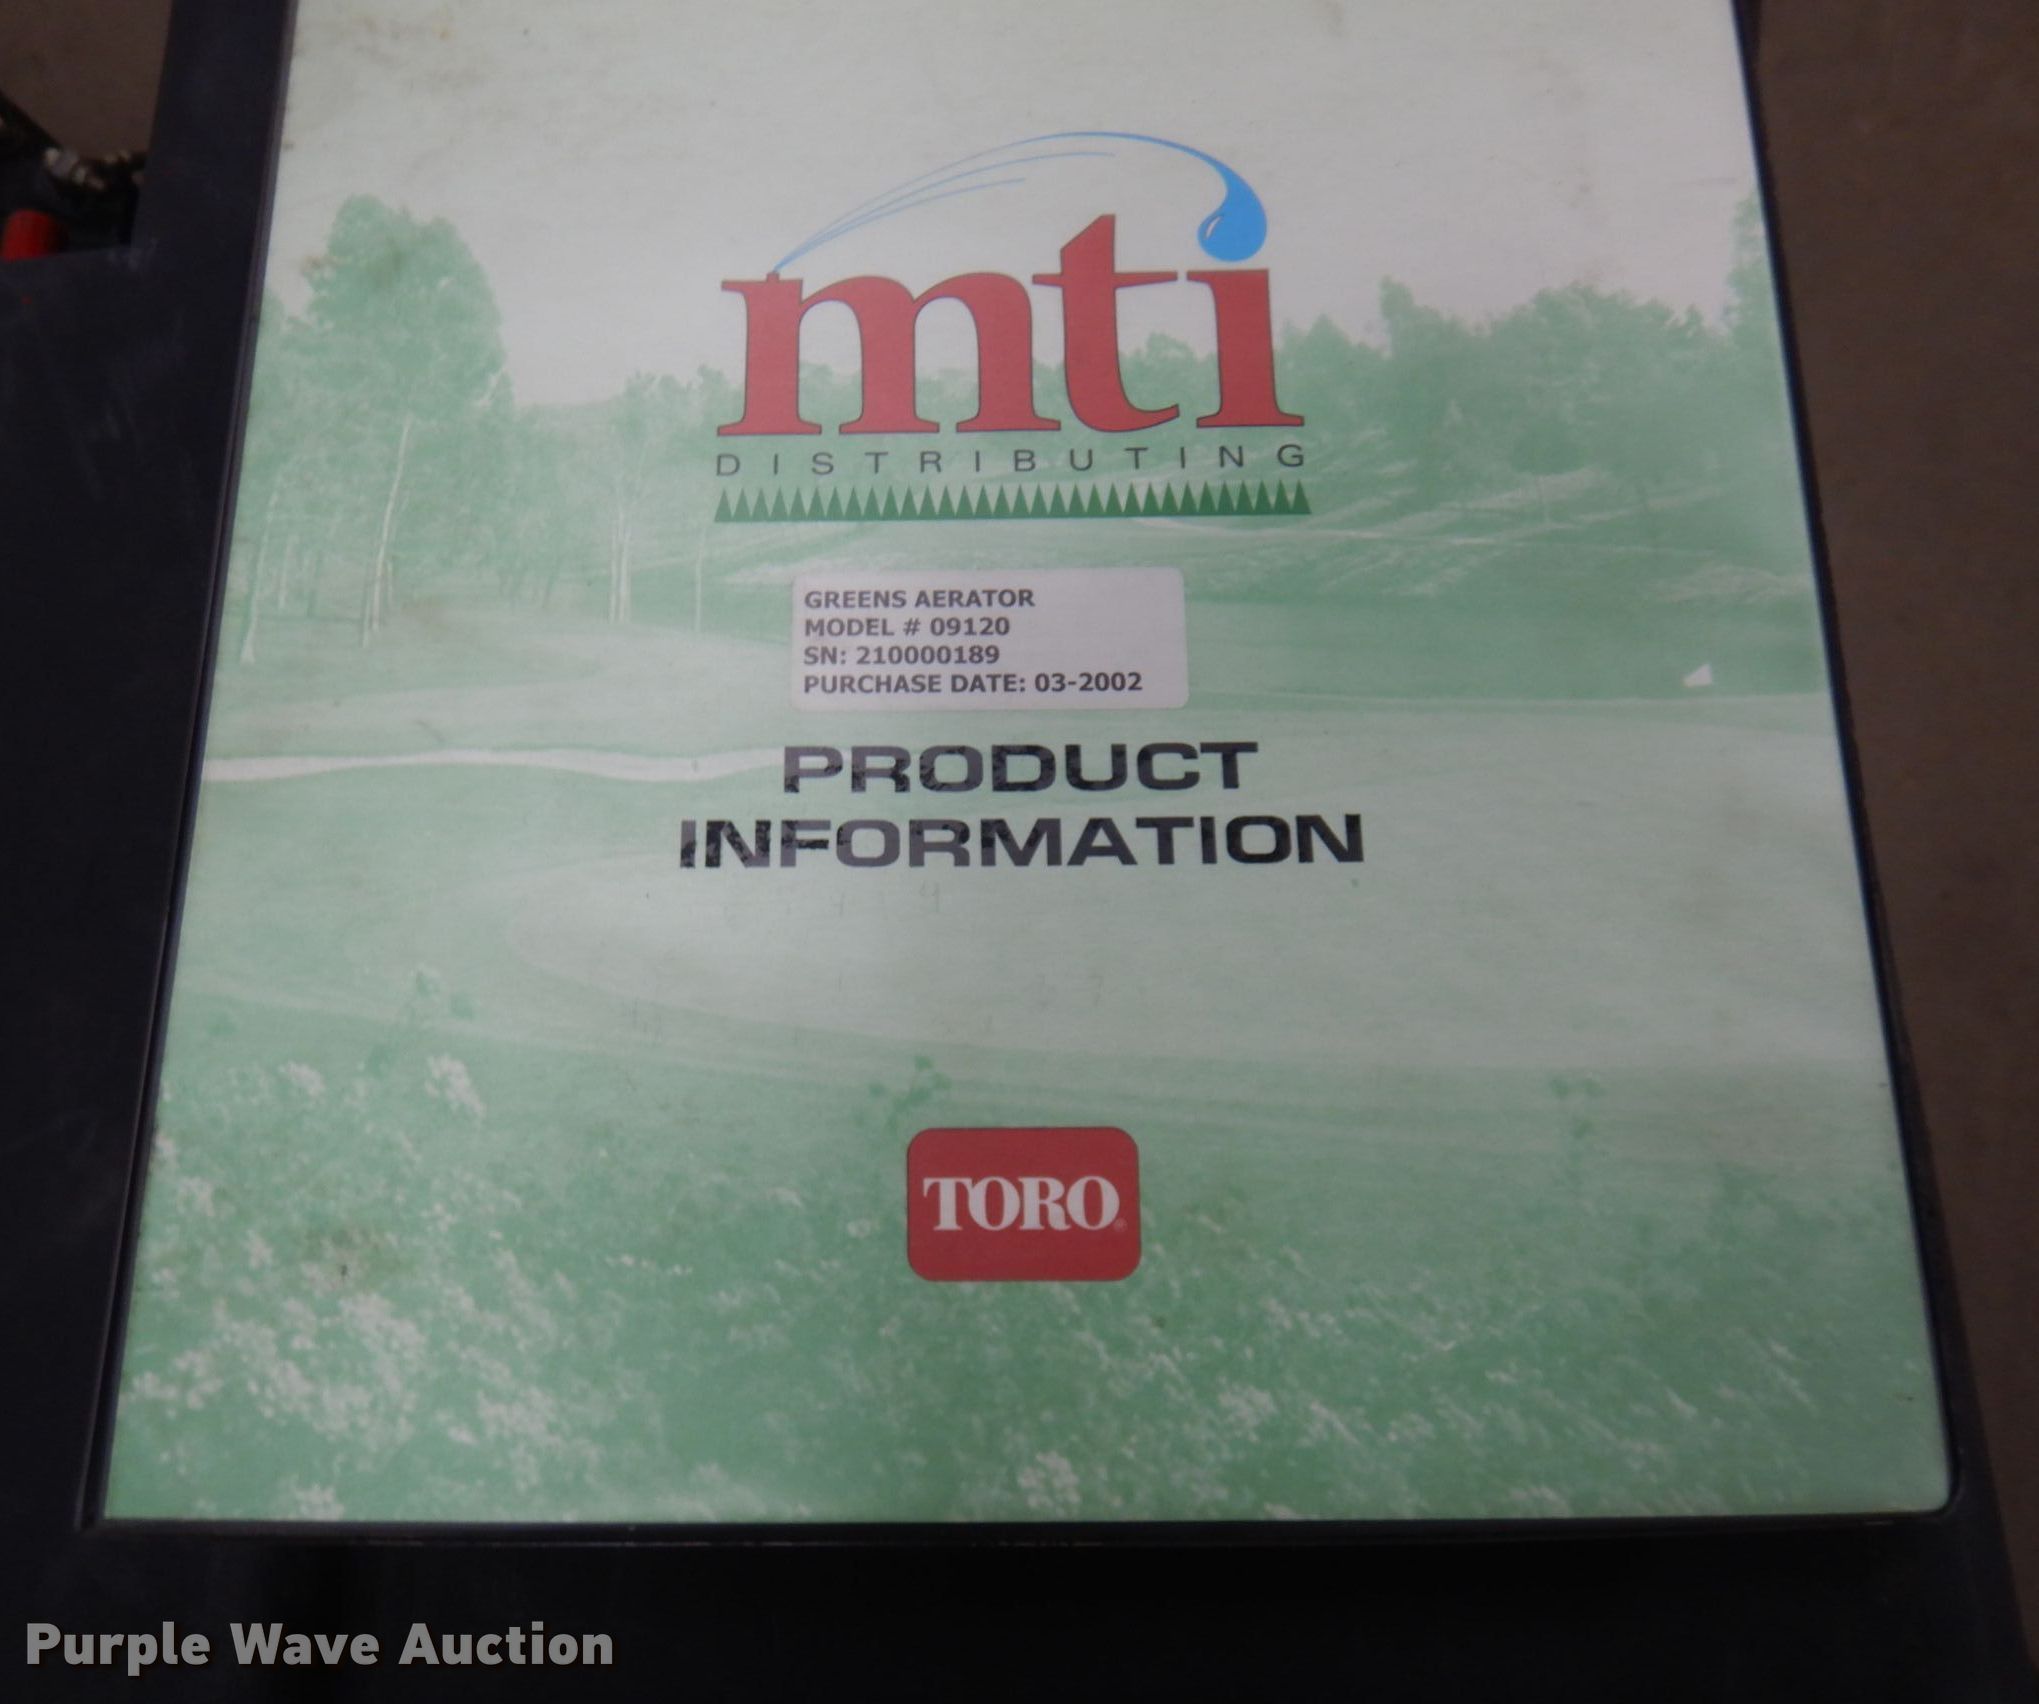 mti
DISTRIBUTING
GREENS AERATOR
MODEL # 09120
SN: 210000189
PURCHASE DATE: 03-2002
PRODUCT
INFORMATION
TORO®
Purple Wave Auction